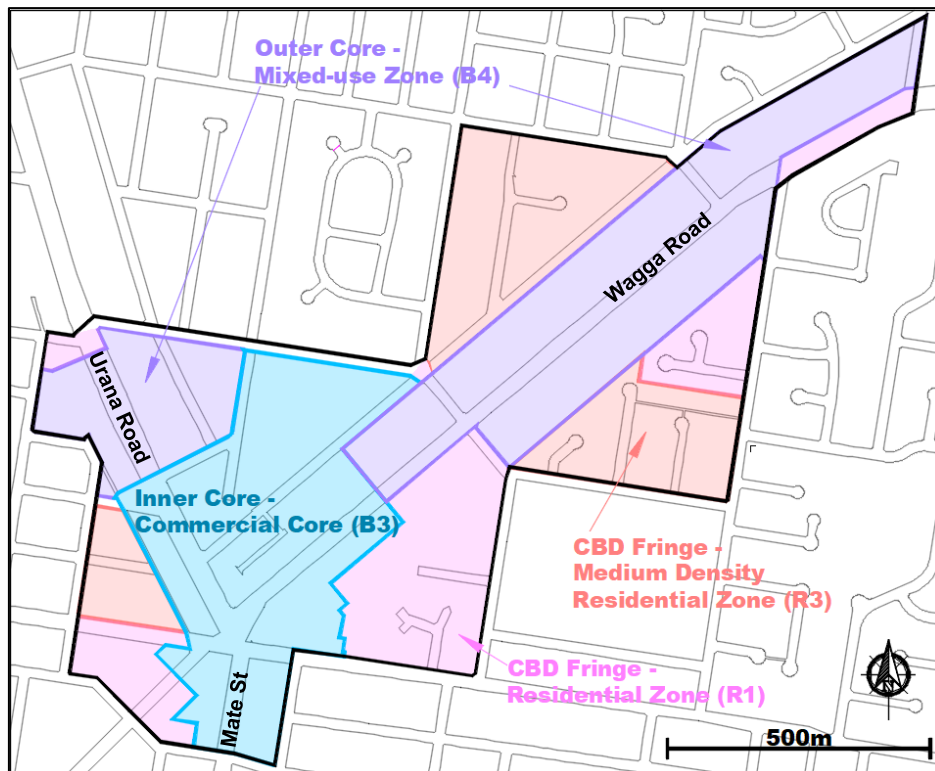 Outer Core -
Mixed-use Zone (B4)
Wagga Road
Urana Road
Inner Core -
Commercial Core (B3)
CBD Fringe -
Medium Density
Residential Zone (R3)
CBD Fringe -
Residential Zone (R1)
Mate St
N
500m